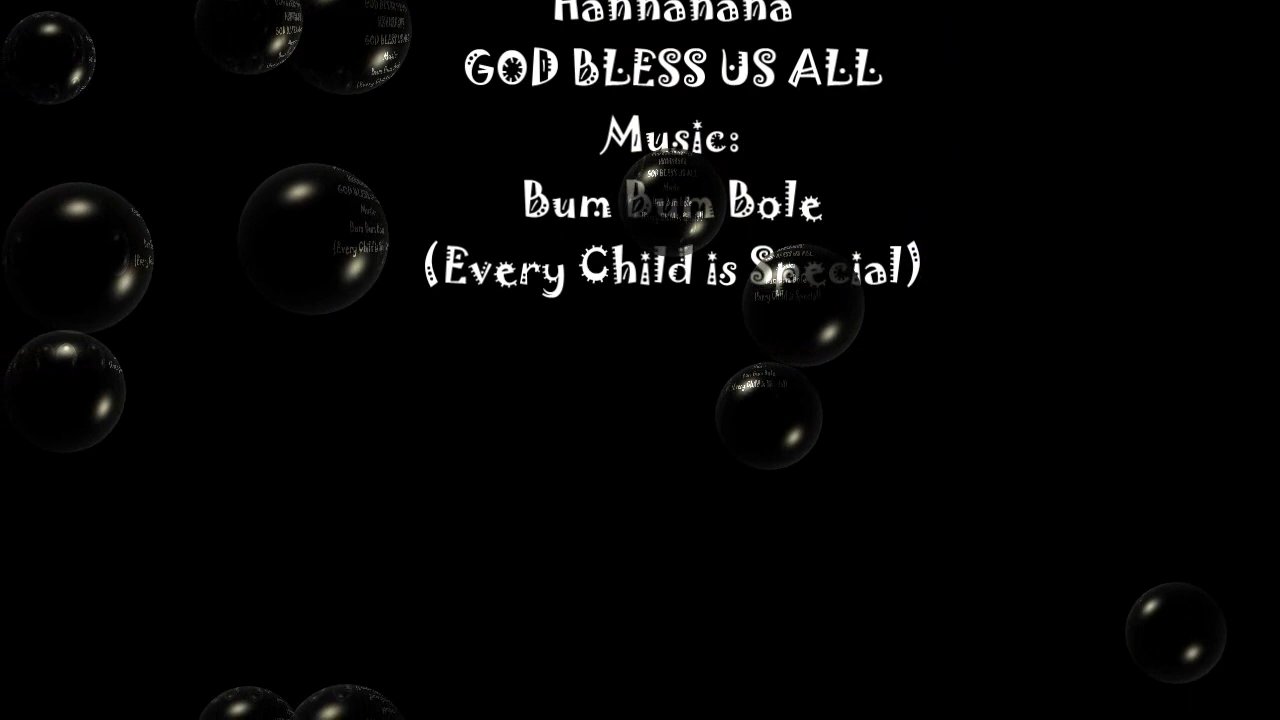 Hannanana
GOD BLESS US ALL
Music:
Bum Bum Bole
(Every Child is Special)